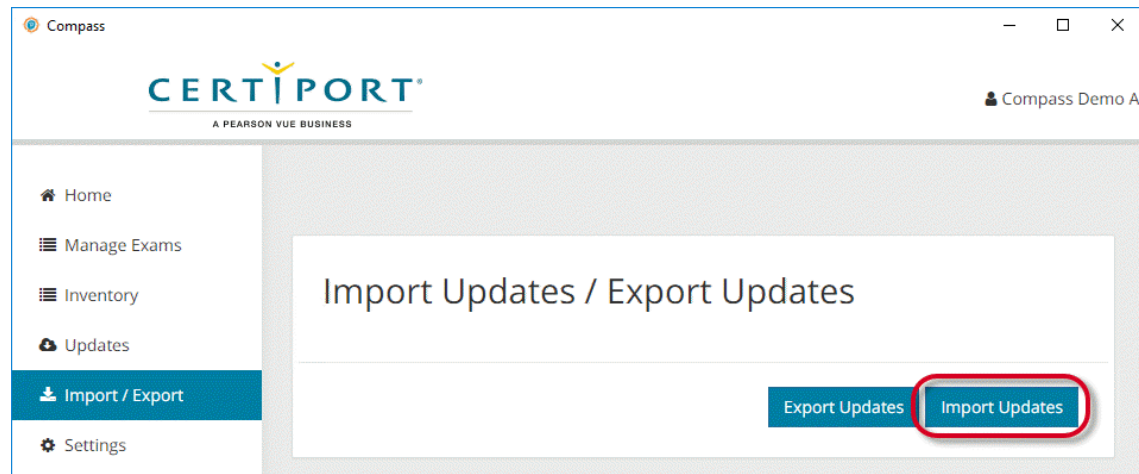 Compass
CERTIPORT
A PEARSON VUE BUSINESS
Compass Demo A
Home
Manage Exams
Inventory
Updates
Import / Export
Settings
Import Updates / Export Updates
Export Updates
Import Updates